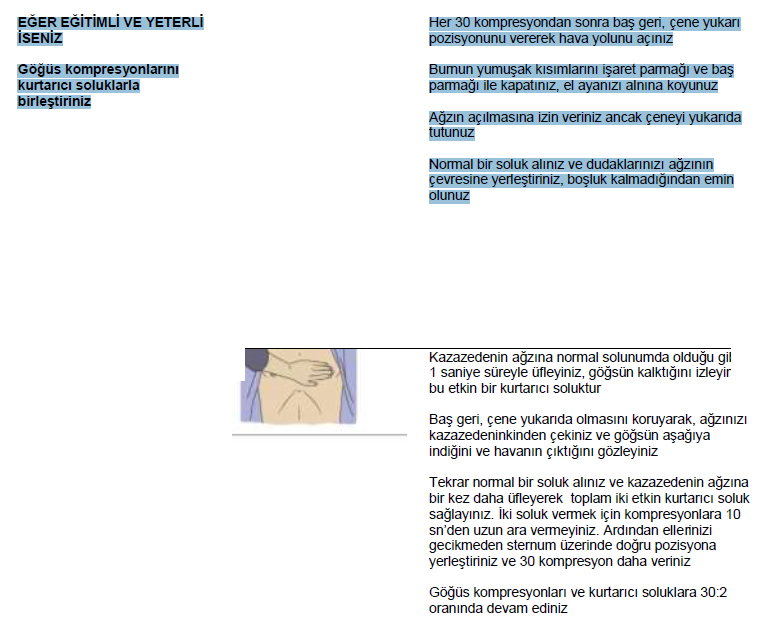 EĞER EĞİTİMLİ VE YETERLİ
İSENİZ
Göğüs kompresyonlarını
kurtarıcı soluklarla
birleştiriniz
Her 30 kompresyondan sonra baş geri, çene yukarı
pozisyonunu vererek hava yolunu açınız
Burnun yumuşak kısımlarını işaret parmağı ve baş
parmağı ile kapatınız, el ayanızı alnına koyunuz
Ağzın açılmasına izin veriniz ancak çeneyi yukarıda
tutunuz
Normal bir soluk alınız ve dudaklarınızı ağzının
çevresine yerleştiriniz, boşluk kalmadığından emin
olunuz
Kazazedenin ağzına normal solunumda olduğu gil
1 saniye süreyle üfleyiniz, göğsün kalktığını izleyir
bu etkin bir kurtarıcı soluktur
Baş geri, çene yukarıda olmasını koruyarak, ağzınızı
kazazedeninkinden çekiniz ve göğsün aşağıya
indiğini ve havanın çıktığını gözleyiniz
Tekrar normal bir soluk alınız ve kazazedenin ağzına
bir kez daha üfleyerek toplam iki etkin kurtarıcı soluk
sağlayınız. İki soluk vermek için kompresyonlara 10
sn'den uzun ara vermeyiniz. Ardından ellerinizi
gecikmeden sternum üzerinde doğru pozisyona
yerleştiriniz ve 30 kompresyon daha veriniz
Göğüs kompresyonları ve kurtarıcı soluklara 30:2
oranında devam ediniz